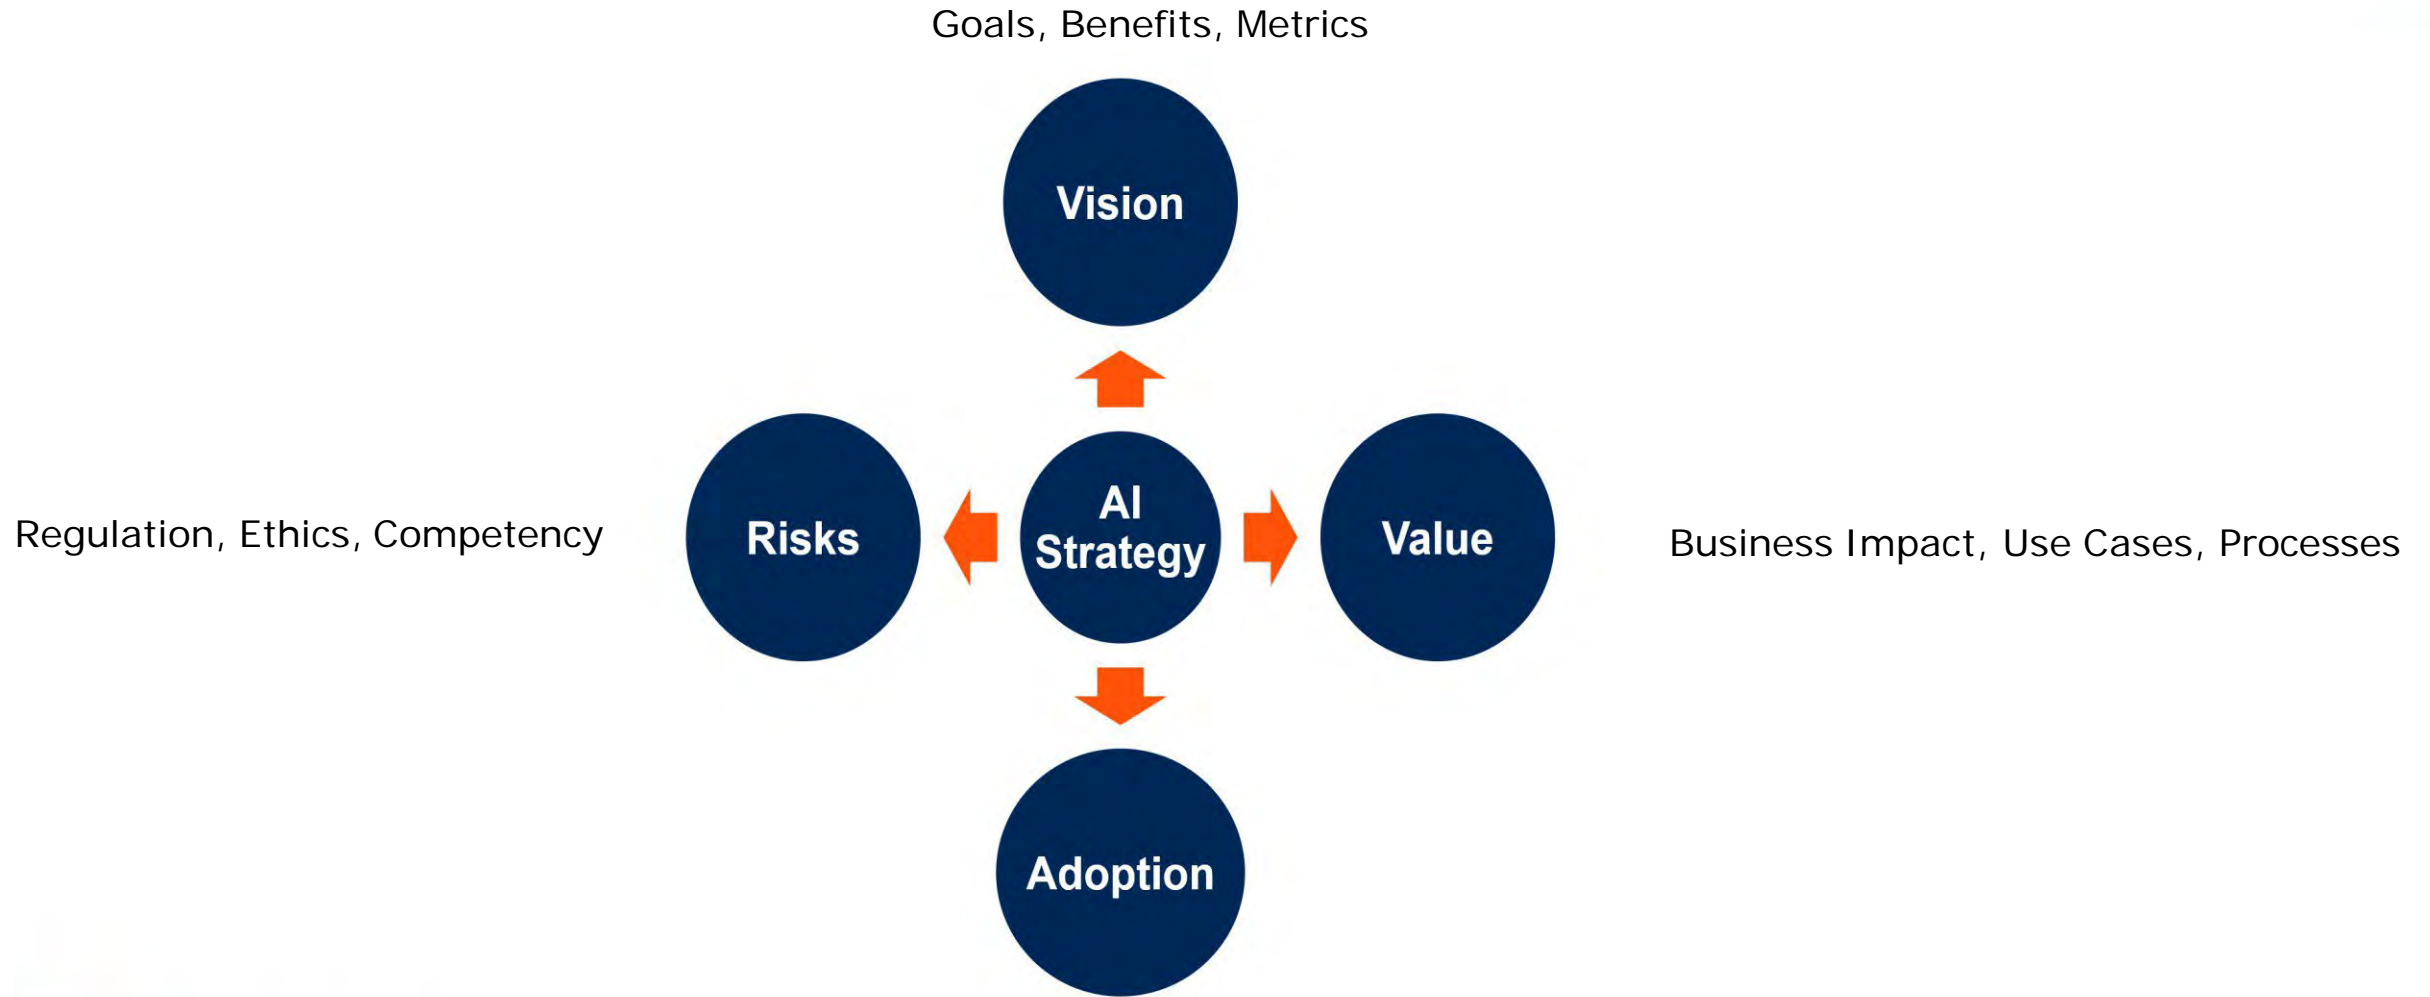 Goals, Benefits, Metrics
Vision
Regulation, Ethics, Competency
Risks
AI
Strategy
Value
Business Impact, Use Cases, Processes
Adoption